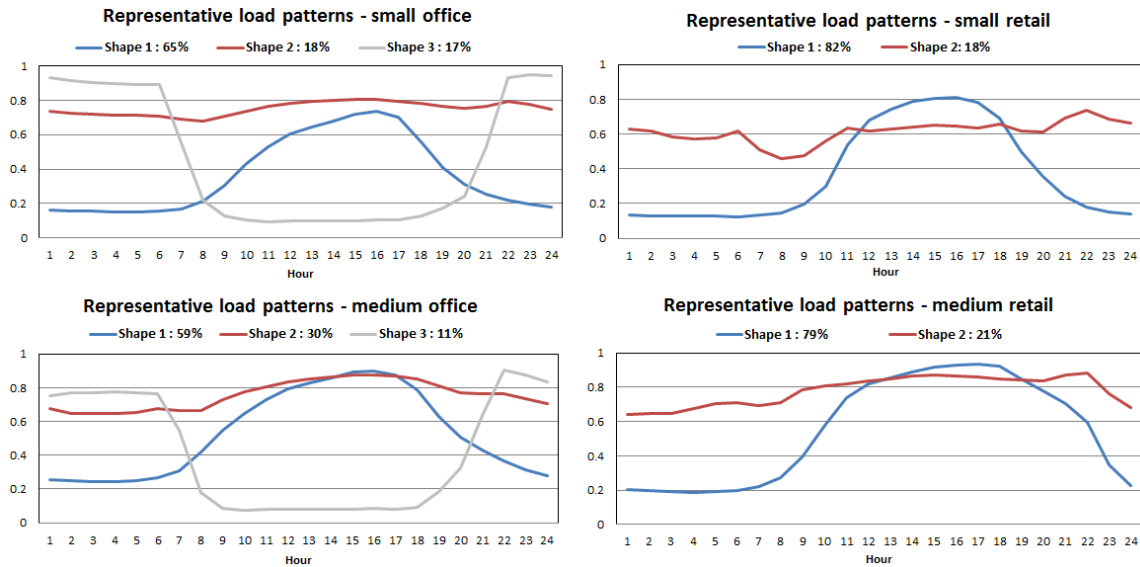 Representative load patterns - small office
Shape 1 : 65% Shape 2 : 18% Shape 3 : 17%
1
0.8
0.6
0.4
0.2
0
1 2 3 4 5 6 7 8 9 10 11 12 13 14 15 16 17 18 19 20 21 22 23 24
Hour
Representative load patterns - small retail
Shape 1 : 82% Shape 2: 18%
1
0.8
0.6
0.4
0.2
0
1 2 3 4 5 6 7 8 9 10 11 12 13 14 15 16 17 18 19 20 21 22 23 24
Hour
Representative load patterns - medium office
Shape 1 : 59% Shape 2 : 30% Shape 3 : 11%
1
0.8
0.6
0.4
0.2
0
1 2 3 4 5 6 7 8 9 10 11 12 13 14 15 16 17 18 19 20 21 22 23 24
Hour
Representative load patterns - medium retail
Shape 1 : 79% Shape 2 : 21%
1
0.8
0.6
0.4
0.2
0
1 2 3 4 5 6 7 8 9 10 11 12 13 14 15 16 17 18 19 20 21 22 23 24
Hour